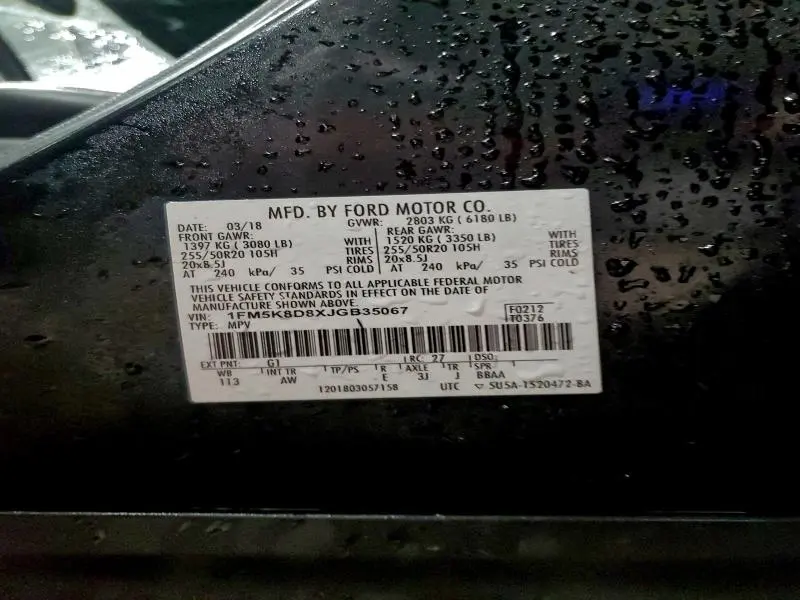 MFD. BY FORD MOTOR CO.
DATE: 03/18 GVWR: 2803 KG ( 6180 LB)
FRONT GAWR: REAR GAWR:
1397 KG ( 3080 LB) WITH 1520 KG ( 3350 LB) WITH
255/50R20 105H TIRES 255/50R20 105H TIRES
20x8.5J RIMS 20x8.5J RIMS
AT 240 kPa/ 35 PSI COLD AT 240 kPa/ 35 PSI COLD
THIS VEHICLE CONFORMS TO ALL APPLICABLE FEDERAL MOTOR
VEHICLE SAFETY STANDARDS IN EFFECT ON THE DATE OF
MANUFACTURE SHOWN ABOVE.
VIN: 1FM5K8D8XJGB35067 F0212
TYPE: MPV T0376
EXT PNT: G1 RC: 27 DSO:
WB INT TR TP/PS R AXLE TR SPR
113 AW E 3J J BBAA
1201803057158 UTC 5U5A-1520472-BA